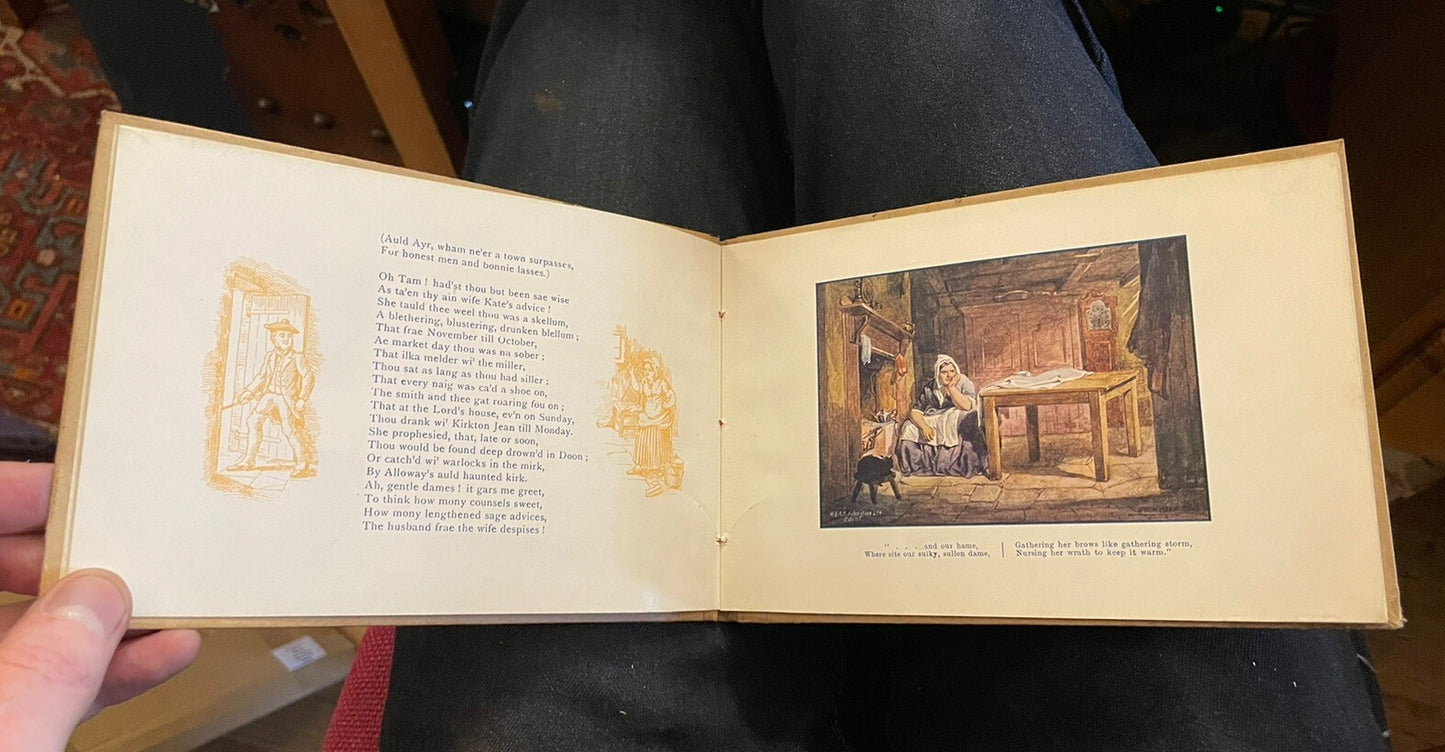 (Auld Ayr, wham ne'er a town surpasses,
For honest men and bonnie lasses.)
Oh Tam! had'st thou but been sae wise
As ta'en thy ain wife Kate's advice!
She tauld thee weel thou was a skellum,
A blethering, blustering, drunken blellum;
That frae November till October,
Ae market day thou was na sober;
That ilka melder wi' the miller,
Thou sat as lang as thou had siller;
That every naig was ca'd a shoe on,
The smith and thee gat roaring fou on;
That at the Lord's house, ev'n on Sunday,
Thou drank wi' Kirkton Jean till Monday.
She prophesied, that, late or soon,
Thou would be found deep drown'd in Doon;
Or catch'd wi' warlocks in the mirk,
By Alloway's auld haunted kirk.
Ah, gentle dames! it gars me greet,
To think how mony counsels sweet,
How mony lengthened sage advices,
The husband frae the wife despises!
". . . and our hame,
Where sits our sulky, sullen dame,
Gathering her brows like gathering storm,
Nursing her wrath to keep it warm."